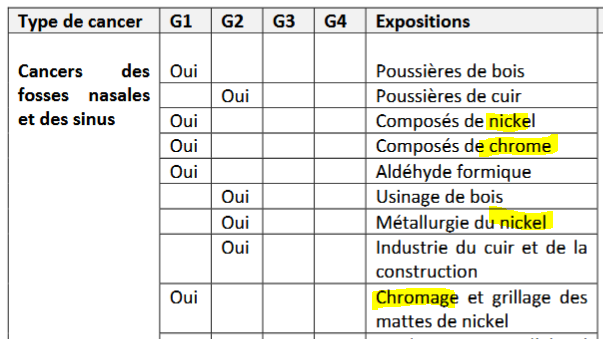 Type de cancer G1 G2 G3 G4 Expositions
Cancers des Oui Poussières de bois
fosses nasales Oui Poussières de cuir
et des sinus Oui Composés de nickel
Oui Composés de chrome
Oui Aldéhyde formique
Oui Usinage de bois
Oui Métallurgie du nickel
Oui Industrie du cuir et de la
construction
Oui Chromage et grillage des
mattes de nickel